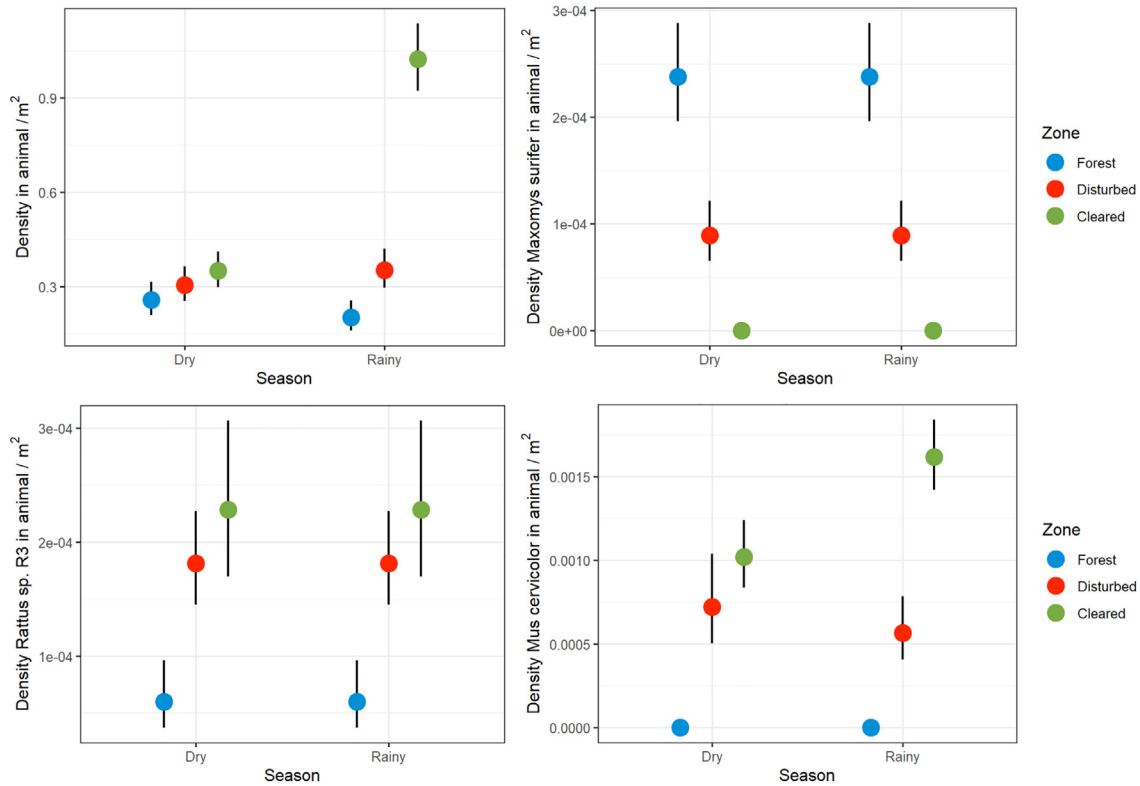 Density in animal / m²
0.9
0.6
0.3
Dry
Rainy
Season
Density Maxomys surifer in animal / m²
3e-04
2e-04
1e-04
0e+00
Dry
Rainy
Season
Zone
Forest
Disturbed
Cleared
Density Rattus sp. R3 in animal / m²
3e-04
2e-04
1e-04
Dry
Rainy
Season
Density Mus cervicolor in animal / m²
0.0015
0.0010
0.0005
0.0000
Dry
Rainy
Season
Zone
Forest
Disturbed
Cleared